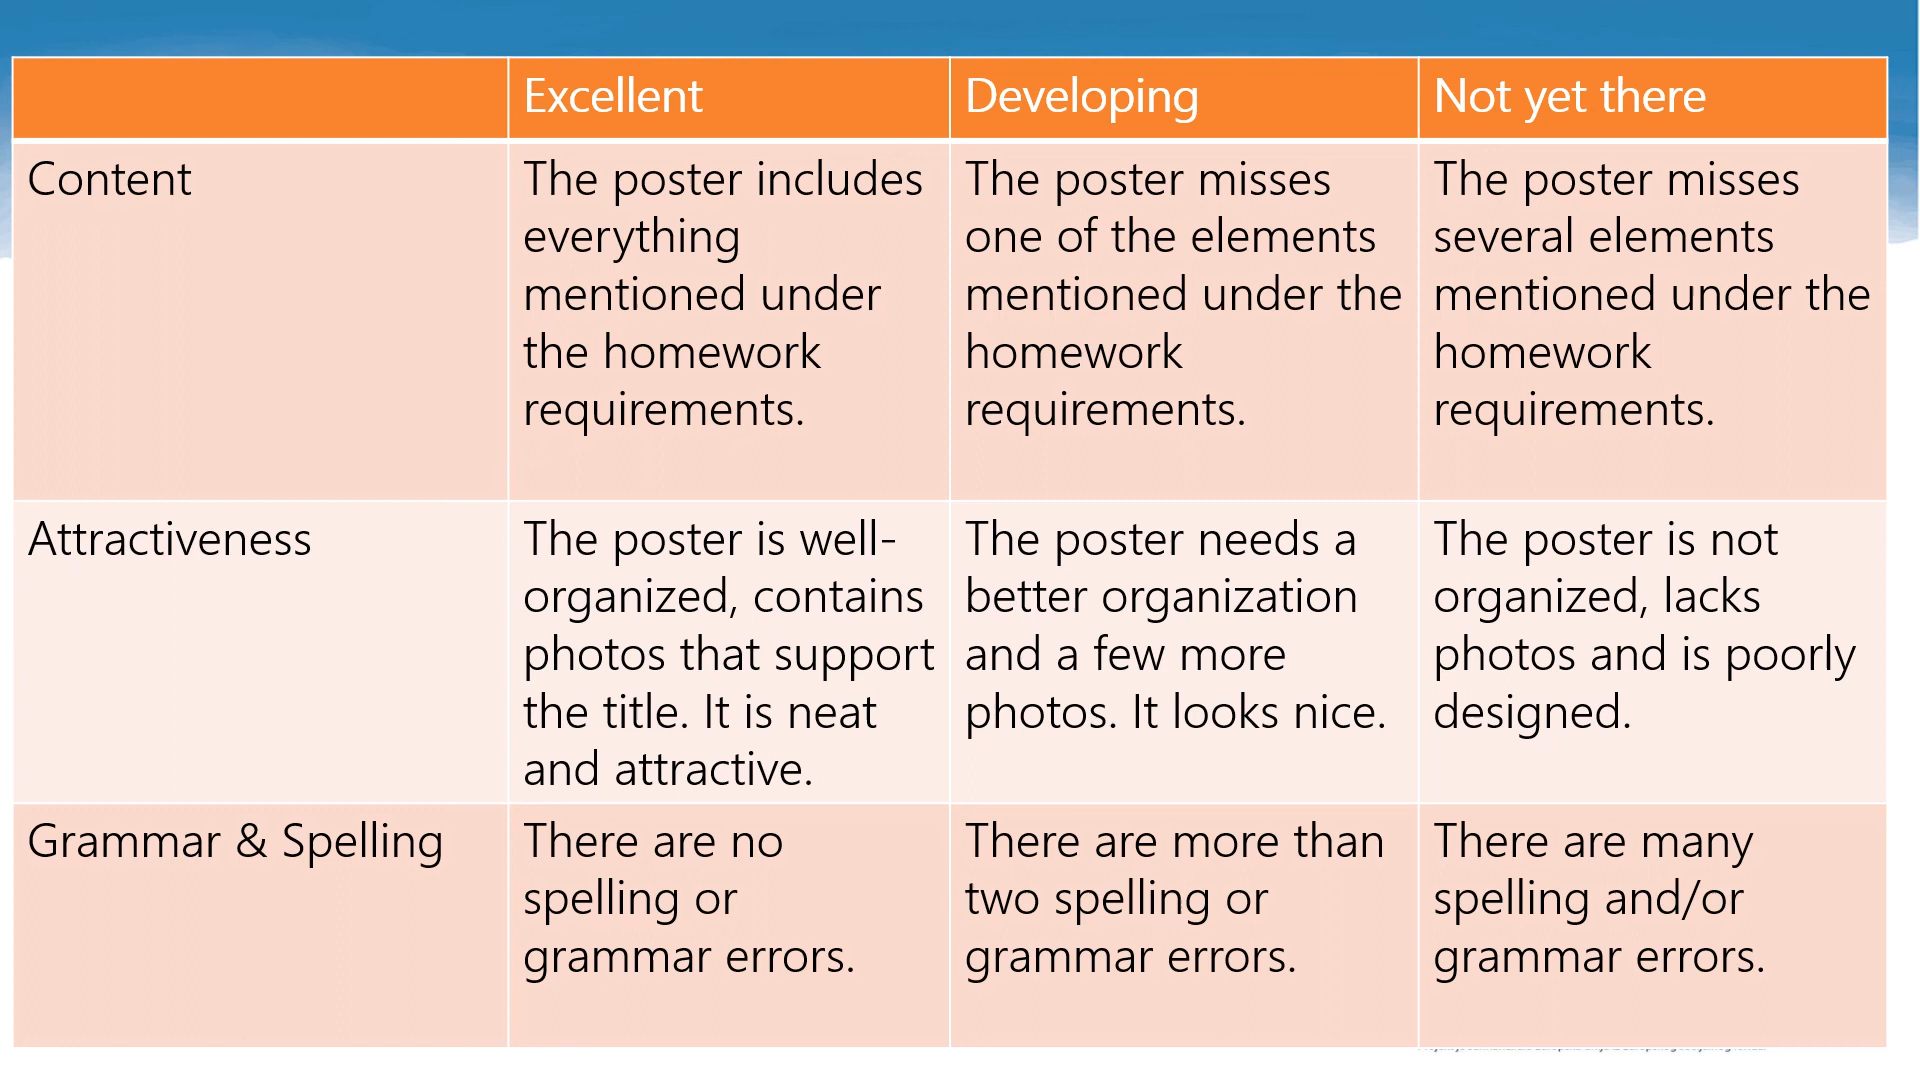 Excellent
Developing
Not yet there
Content
The poster includes
everything
mentioned under
the homework
requirements.
The poster misses
one of the elements
mentioned under the
homework
requirements.
The poster misses
several elements
mentioned under the
homework
requirements.
Attractiveness
The poster is well-
organized, contains
photos that support
the title. It is neat
and attractive.
The poster needs a
better organization
and a few more
photos. It looks nice.
The poster is not
organized, lacks
photos and is poorly
designed.
Grammar & Spelling
There are no
spelling or
grammar errors.
There are more than
two spelling or
grammar errors.
There are many
spelling and/or
grammar errors.